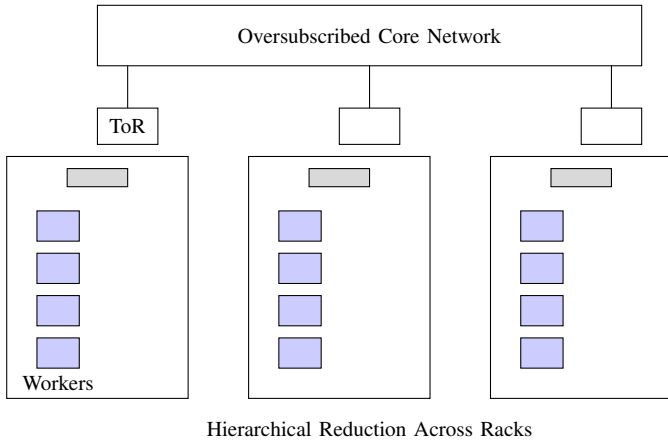 Oversubscribed Core Network
ToR
Workers
Hierarchical Reduction Across Racks